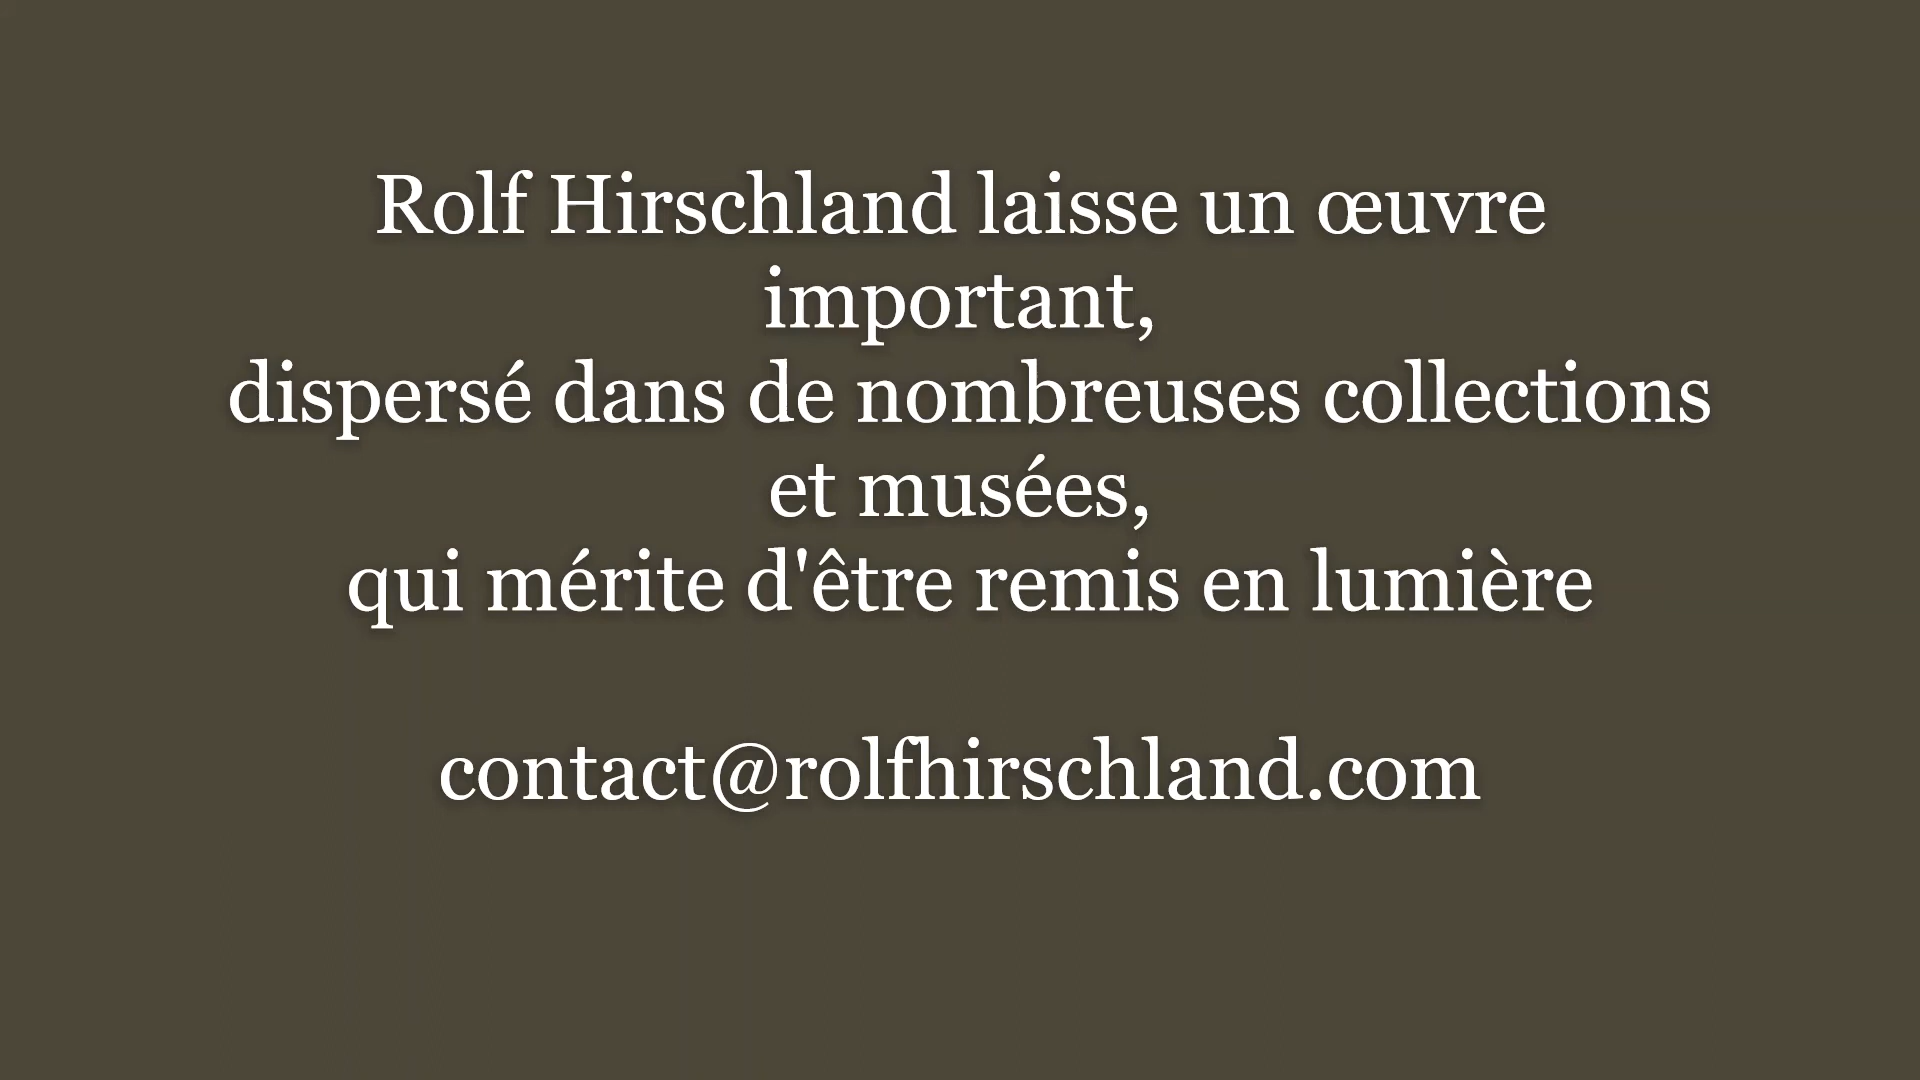 Rolf Hirschland laisse un œuvre
important,
dispersé dans de nombreuses collections
et musées,
qui mérite d'être remis en lumière
contact@rolfhirschland.com